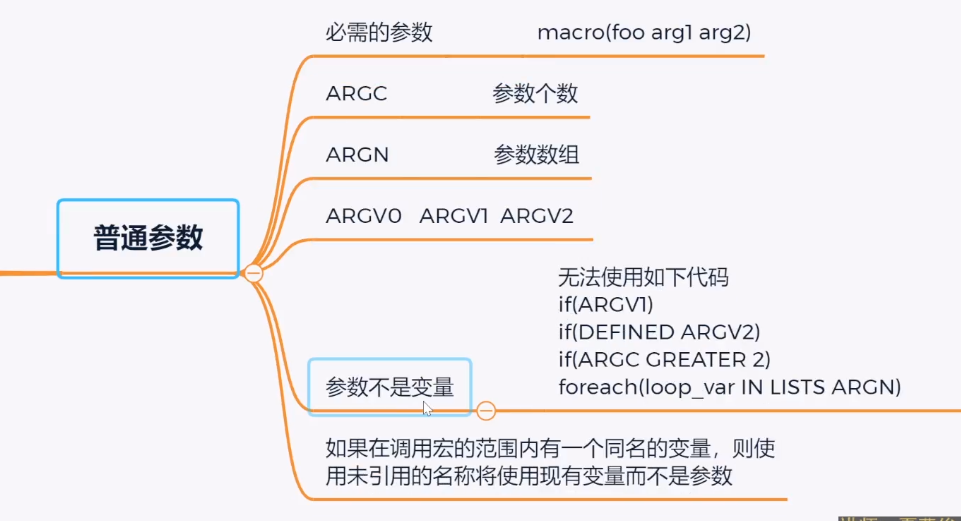 必需的参数 macro(foo arg1 arg2)
ARGC 参数个数
ARGN 参数数组
ARGV0 ARGV1 ARGV2
普通参数
无法使用如下代码
if(ARGV1)
if(DEFINED ARGV2)
if(ARGC GREATER 2)
foreach(loop_var IN LISTS ARGN)
参数不是变量
如果在调用宏的范围内有一个同名的变量，则使
用未引用的名称将使用现有变量而不是参数